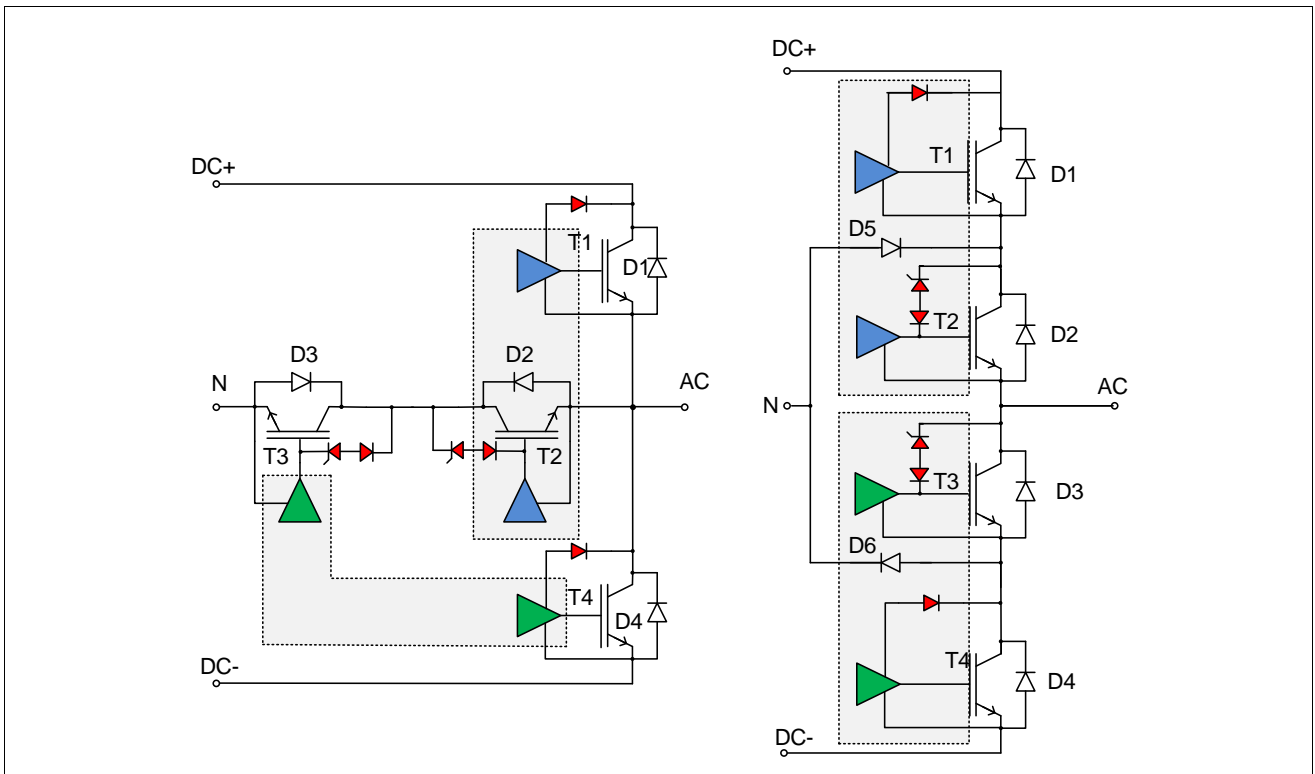 DC+
T1
D1
D3
D2
N
AC
T3
T2
T4
D4
DC-
DC+
T1
D1
D5
T2
D2
AC
N
T3
D3
D6
T4
D4
DC-